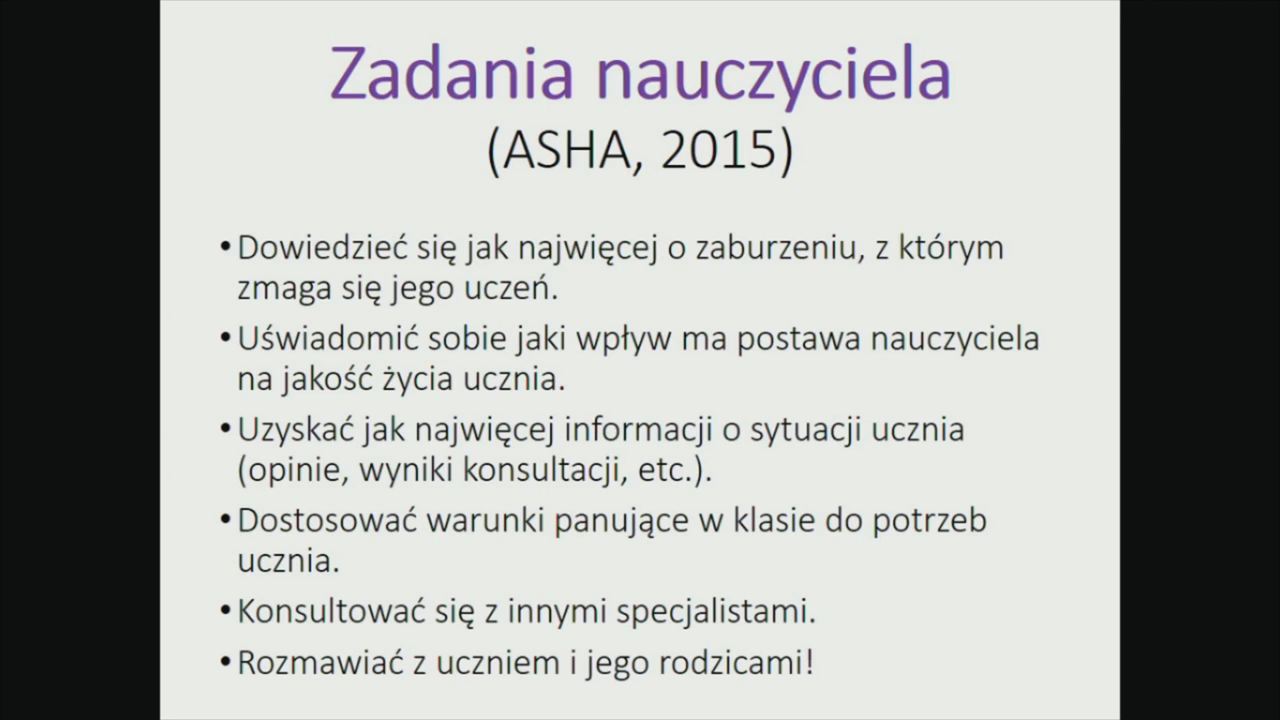 Zadania nauczyciela
(ASHA, 2015)
•Dowiedzieć się jak najwięcej o zaburzeniu, z którym
zmaga się jego uczeń.
•Uświadomić sobie jaki wpływ ma postawa nauczyciela
na jakość życia ucznia.
•Uzyskać jak najwięcej informacji o sytuacji ucznia
(opinie, wyniki konsultacji, etc.).
•Dostosować warunki panujące w klasie do potrzeb
ucznia.
•Konsultować się z innymi specjalistami.
•Rozmawiać z uczniem i jego rodzicami!